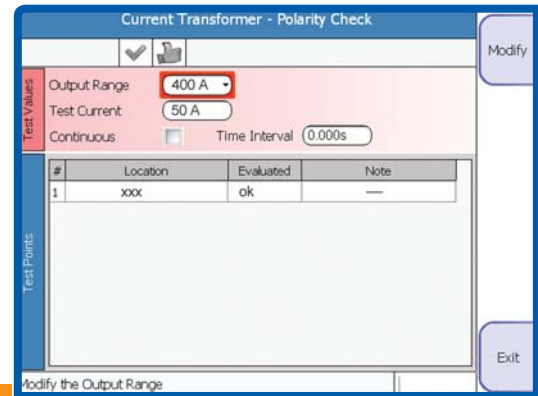 Current Transformer - Polarity Check
Modify
Test Values
Output Range 400 A
Test Current 50 A
Continuous Time Interval 0.000s
Test Points
# Location Evaluated Note
1 xxx ok —
Exit
Modify the Output Range